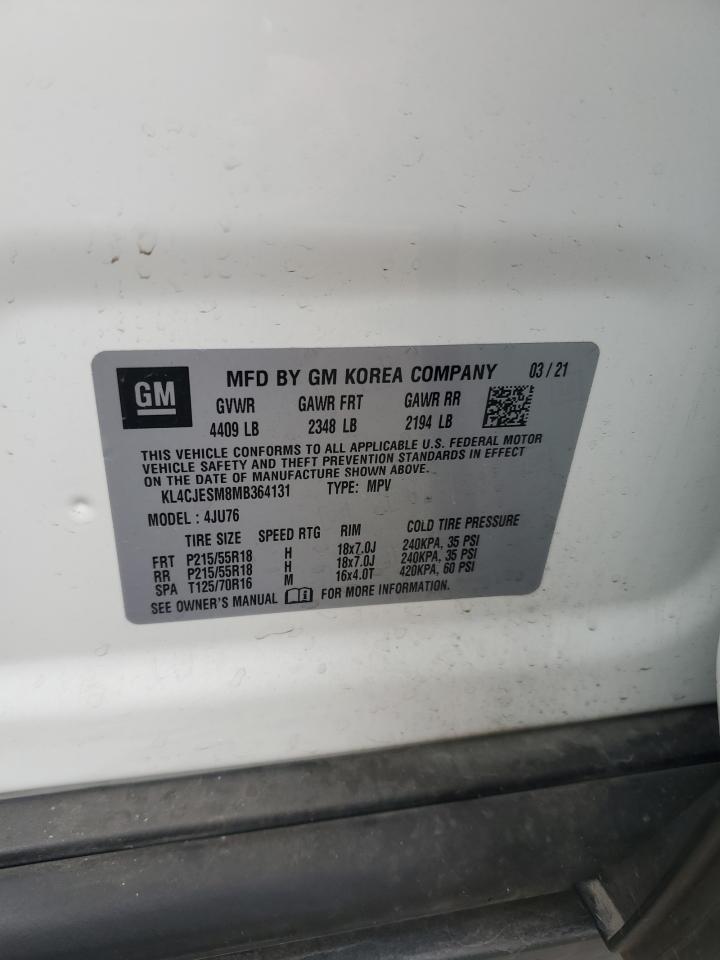 GM MFD BY GM KOREA COMPANY 03/21
GVWR GAWR FRT GAWR RR
4409 LB 2348 LB 2194 LB
THIS VEHICLE CONFORMS TO ALL APPLICABLE U.S. FEDERAL MOTOR
VEHICLE SAFETY AND THEFT PREVENTION STANDARDS IN EFFECT
ON THE DATE OF MANUFACTURE SHOWN ABOVE.
KL4CJESM8MB364131 TYPE: MPV
MODEL : 4JU76
TIRE SIZE SPEED RTG RIM COLD TIRE PRESSURE
FRT P215/55R18 H 18x7.0J 240KPA, 35 PSI
RR P215/55R18 H 18x7.0J 240KPA, 35 PSI
SPA T125/70R16 M 16x4.0T 420KPA, 60 PSI
SEE OWNER'S MANUAL FOR MORE INFORMATION.